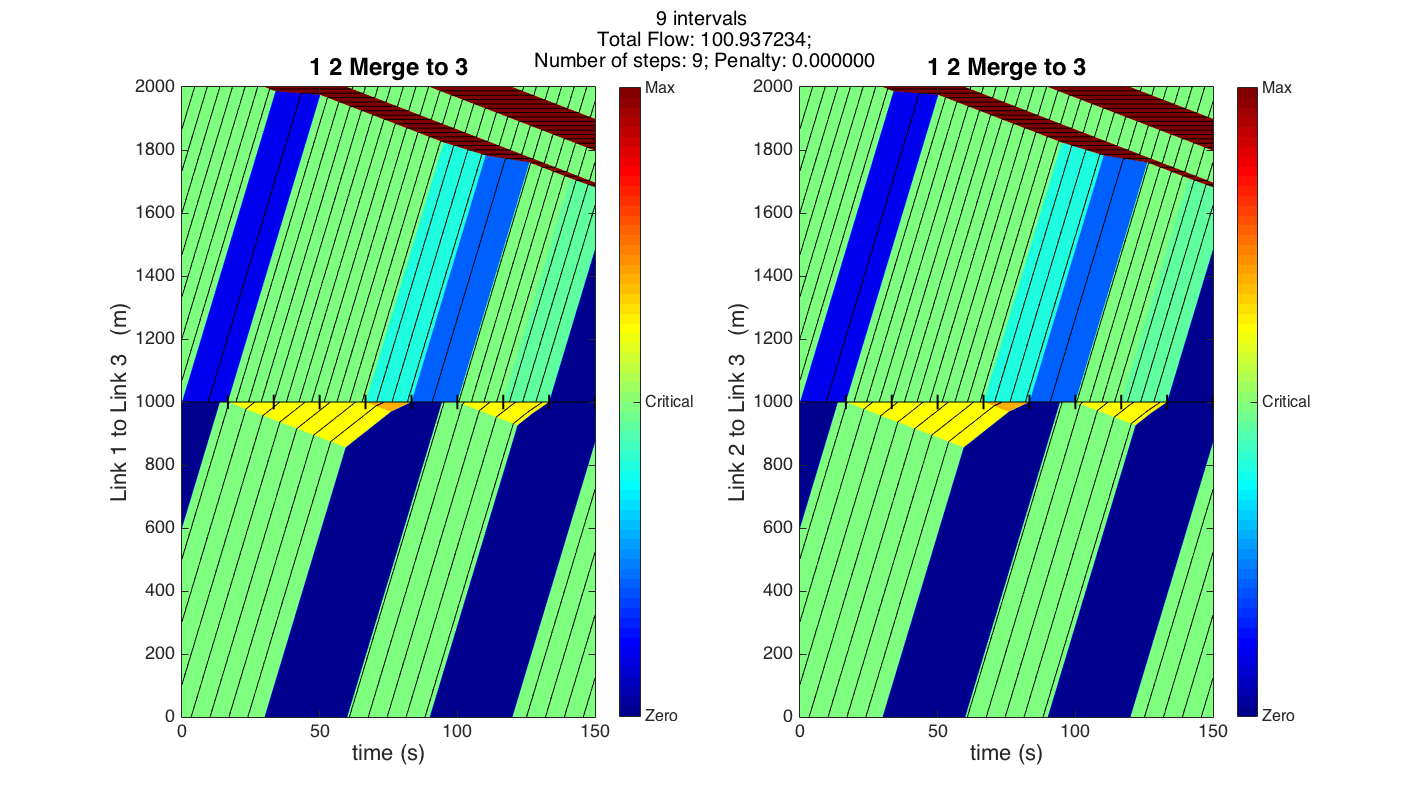 9 intervals
Total Flow: 100.937234;
Number of steps: 9; Penalty: 0.000000
1 2 Merge to 3
2000
1800
1600
1400
1200
1000
800
600
400
200
0
0
50
100
150
time (s)
Link 1 to Link 3 (m)
Max
Critical
Zero
1 2 Merge to 3
2000
1800
1600
1400
1200
1000
800
600
400
200
0
0
50
100
150
time (s)
Link 2 to Link 3 (m)
Max
Critical
Zero